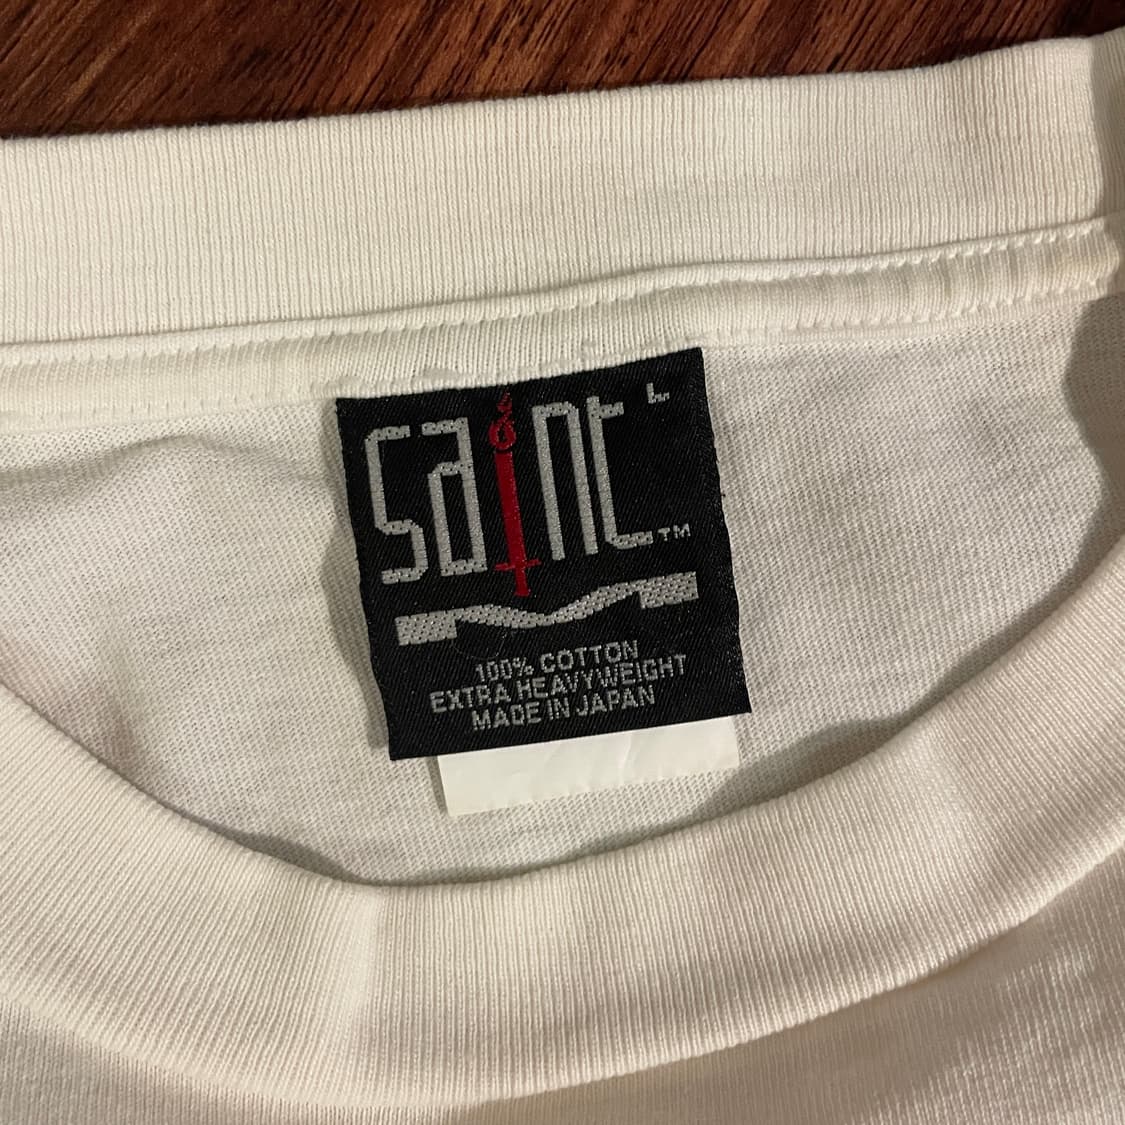 saint L
™
100% COTTON
EXTRA HEAVYWEIGHT
MADE IN JAPAN